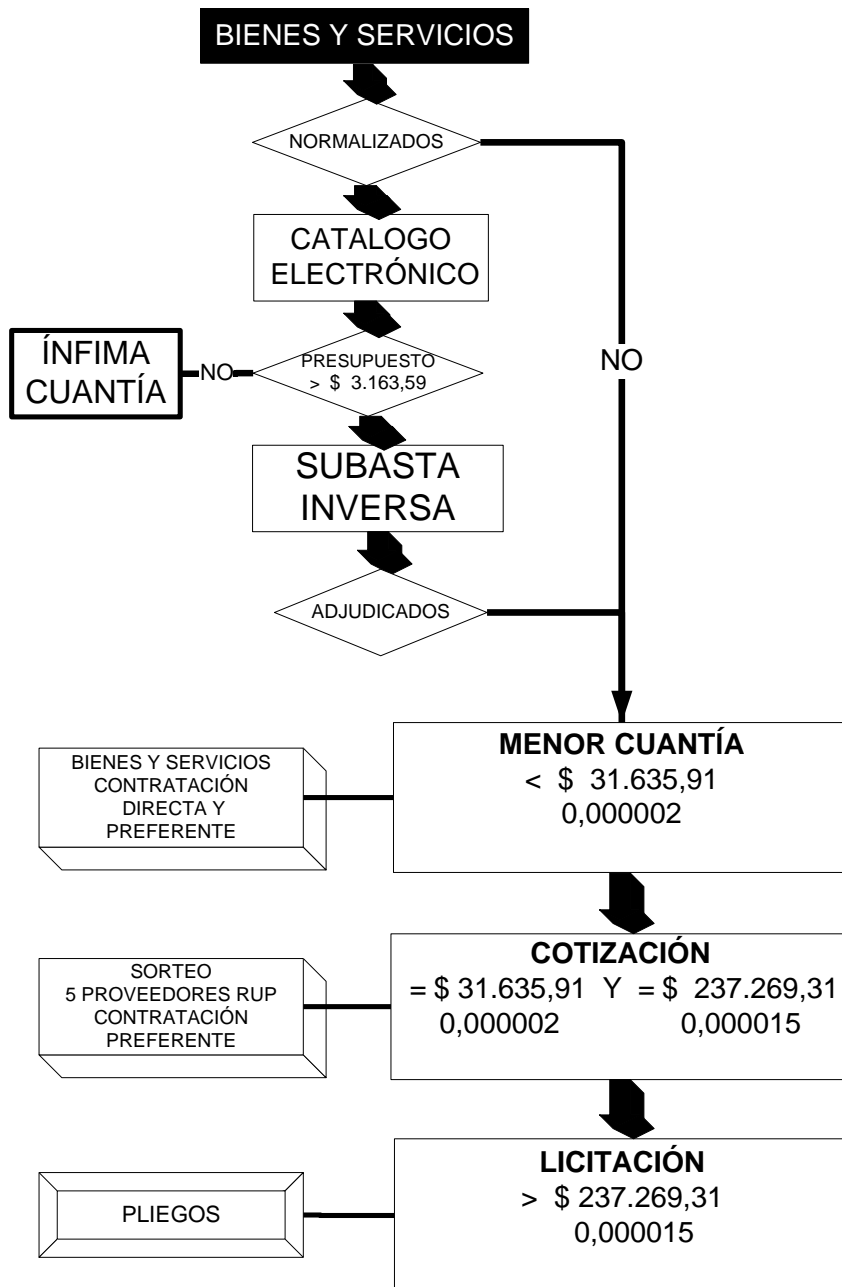 BIENES Y SERVICIOS
NORMALIZADOS
CATALOGO
ELECTRÓNICO
ÍNFIMA
CUANTÍA
NO
PRESUPUESTO
> $ 3.163,59
NO
SUBASTA
INVERSA
ADJUDICADOS
BIENES Y SERVICIOS
CONTRATACIÓN
DIRECTA Y
PREFERENTE
MENOR CUANTÍA
< $ 31.635,91
0,000002
SORTEO
5 PROVEEDORES RUP
CONTRATACIÓN
PREFERENTE
COTIZACIÓN
= $ 31.635,91 Y = $ 237.269,31
0,000002 0,000015
PLIEGOS
LICITACIÓN
> $ 237.269,31
0,000015